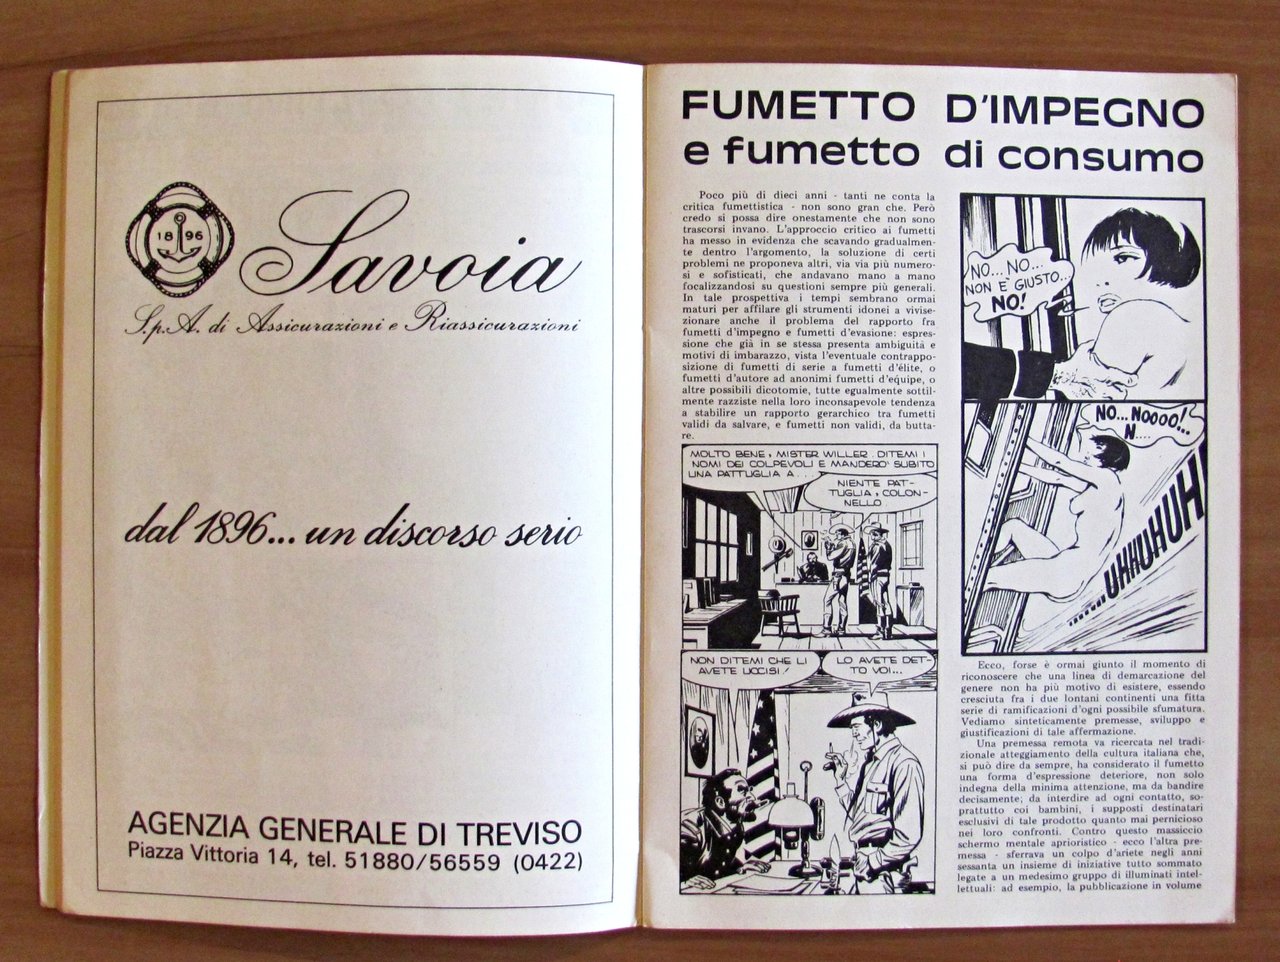 1896
Savoia
S.p.A. di Assicurazioni e Riassicurazioni
dal 1896... un discorso serio
AGENZIA GENERALE DI TREVISO
Piazza Vittoria 14, tel. 51880/56559 (0422)
FUMETTO D'IMPEGNO
e fumetto di consumo
Poco più di dieci anni - tanti ne conta la
critica fumettistica - non sono gran che. Però
credo si possa dire onestamente che non sono
trascorsi invano. L'approccio critico ai fumetti
ha messo in evidenza che scavando gradualmen-
te dentro l'argomento, la soluzione di certi
problemi ne proponeva altri, via via più numero-
si e sofisticati, che andavano mano a mano
focalizzandosi su questioni sempre più generali.
In tale prospettiva i tempi sembrano ormai
maturi per affilare gli strumenti idonei a vivise-
zionare anche il problema del rapporto fra
fumetti d'impegno e fumetti d'evasione: espres-
sione che già in se stessa presenta ambiguità e
motivi di imbarazzo, vista l'eventuale contrappo-
sizione di fumetti di serie a fumetti d'élite, o
fumetti d'autore ad anonimi fumetti d'equipe, o
altre possibili dicotomie, tutte egualmente sottil-
mente razziste nella loro inconsapevole tendenza
a stabilire un rapporto gerarchico tra fumetti
validi da salvare, e fumetti non validi, da butta-
re.
MOLTO BENE, MISTER WILLER. DITEMI I
NOMI DEI COLPEVOLI E MANDERO' SUBITO
UNA PATTUGLIA A...
NIENTE PAT-
TUGLIA, COLON-
NELLO
NON DITEMI CHE LI
AVETE UCCISI!
LO AVETE DET-
TO VOI...
NO... NO...
NON E' GIUSTO...
NO!
NO... NOOOO!
N....
......UHHUHUUH
Ecco, forse è ormai giunto il momento di
riconoscere che una linea di demarcazione del
genere non ha più motivo di esistere, essendo
cresciuta fra i due lontani continenti una fitta
serie di ramificazioni d'ogni possibile sfumatura.
Vediamo sinteticamente premesse, sviluppo e
giustificazioni di tale affermazione.
Una premessa remota va ricercata nel tradi-
zionale atteggiamento della cultura italiana che,
si può dire da sempre, ha considerato il fumetto
una forma d'espressione deteriore, non solo
indegna della minima attenzione, ma da bandire
decisamente; da interdire ad ogni contatto, so-
prattutto coi bambini, i supposti destinatari
esclusivi di tale prodotto quanto mai pernicioso
nei loro confronti. Contro questo massiccio
schermo mentale aprioristico - ecco l'altra pre-
messa - sferrava un colpo d'ariete negli anni
sessanta un insieme di iniziative tutto sommato
legate a un medesimo gruppo di illuminati intel-
lettuali: ad esempio, la pubblicazione in volume